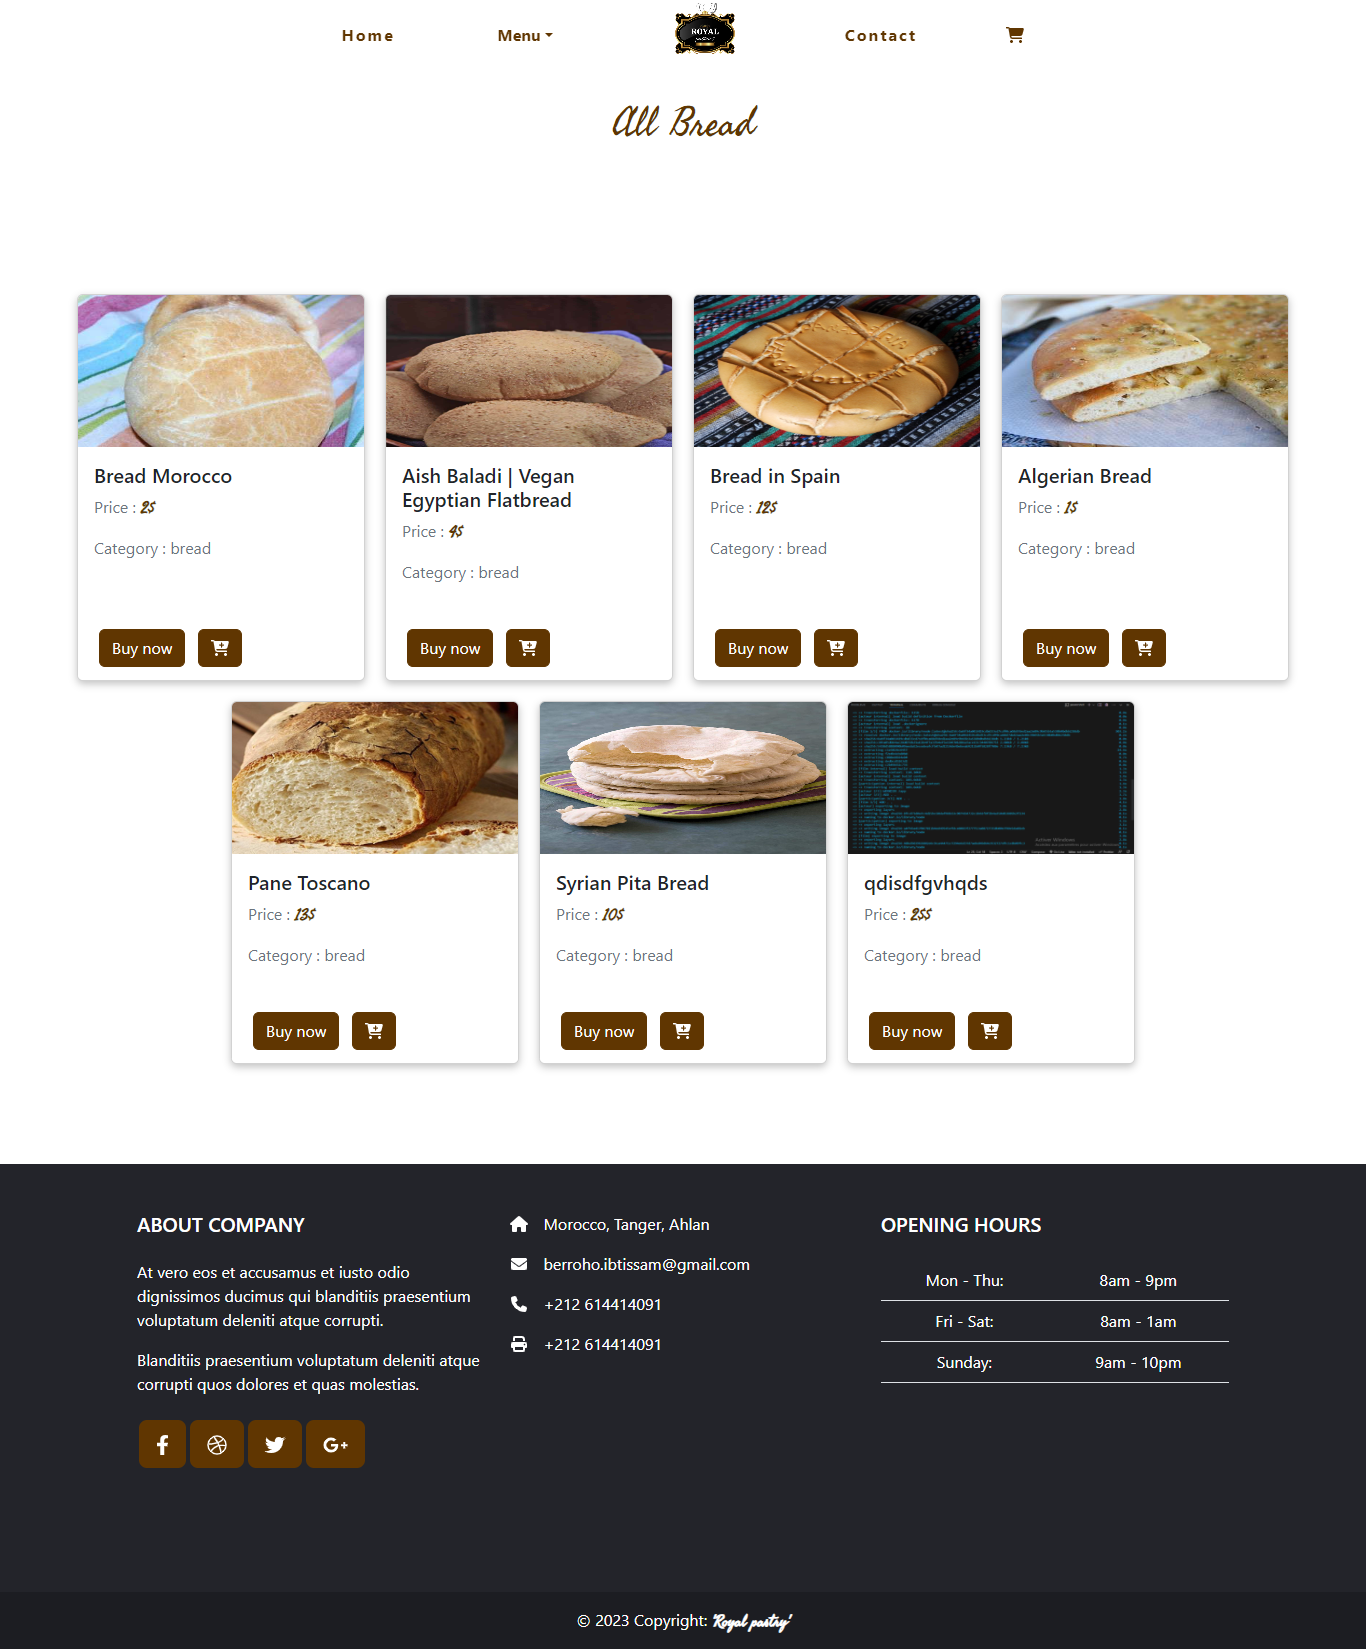 Home
Menu
ROYAL
Contact
All Bread
Bread Morocco
Price : 2$
Category : bread
Buy now
Aish Baladi | Vegan
Egyptian Flatbread
Price : 4$
Category : bread
Buy now
Bread in Spain
Price : 12$
Category : bread
Buy now
Algerian Bread
Price : 1$
Category : bread
Buy now
Pane Toscano
Price : 13$
Category : bread
Buy now
Syrian Pita Bread
Price : 10$
Category : bread
Buy now
qdisdfgvhqds
Price : 2$$
Category : bread
Buy now
ABOUT COMPANY
At vero eos et accusamus et iusto odio
dignissimos ducimus qui blanditiis praesentium
voluptatum deleniti atque corrupti.
Blanditiis praesentium voluptatum deleniti atque
corrupti quos dolores et quas molestias.
Morocco, Tanger, Ahlan
berroho.ibtissam@gmail.com
+212 614414091
+212 614414091
OPENING HOURS
Mon - Thu: 8am - 9pm
Fri - Sat: 8am - 1am
Sunday: 9am - 10pm
© 2023 Copyright: 'Royal pastry'